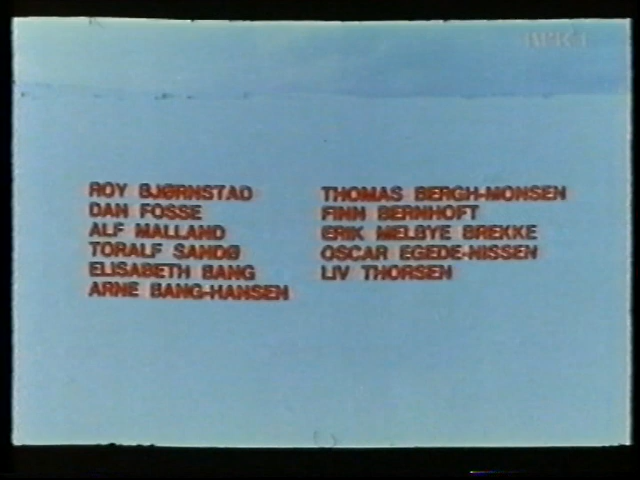 ROY BJØRNSTAD
DAN FOSSE
ALF MALLAND
TORALF SANDØ
ELISABETH BANG
ARNE BANG-HANSEN
THOMAS BERGH-MONSEN
FINN BERNHOFT
ERIK MELBYE BREKKE
OSCAR EGEDE-NISSEN
LIV THORSEN